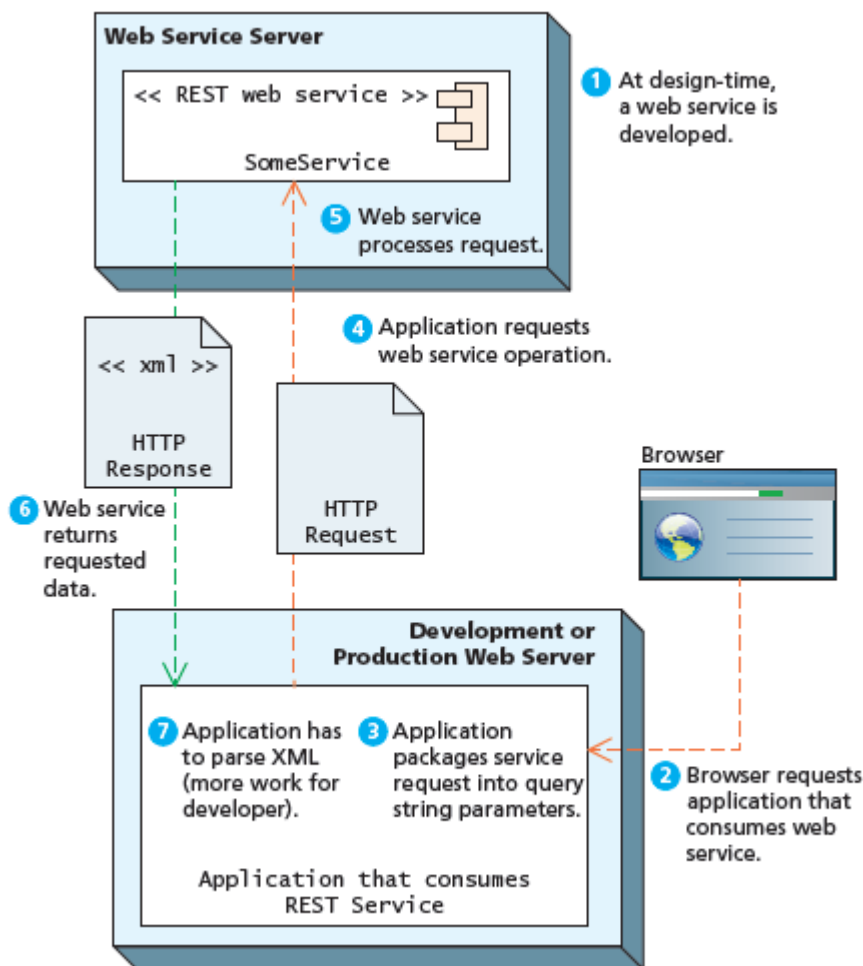 Web Service Server
<< REST web service >>
SomeService
1 At design-time,
a web service is
developed.
5 Web service
processes request.
4 Application requests
web service operation.
<< xml >>
HTTP
Response
HTTP
Request
Browser
6 Web service
returns
requested
data.
Development or
Production Web Server
7 Application has
to parse XML
(more work for
developer).
3 Application
packages service
request into query
string parameters.
2 Browser requests
application that
consumes web
service.
Application that consumes
REST Service